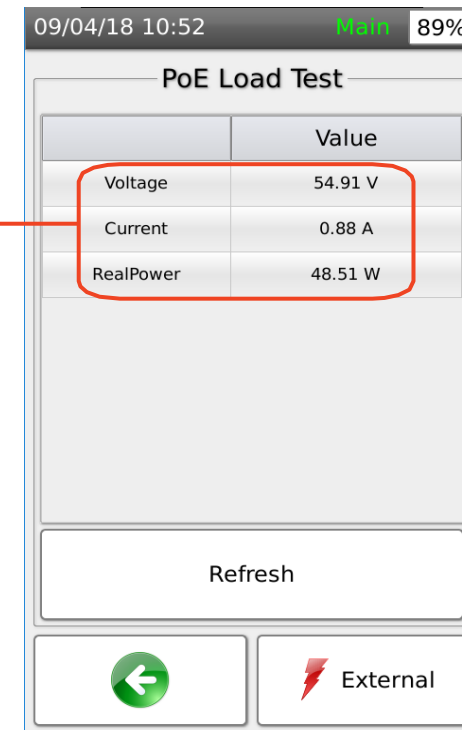 09/04/18 10:52 Main 89%
PoE Load Test
Value
Voltage 54.91 V
Current 0.88 A
RealPower 48.51 W
Refresh
External